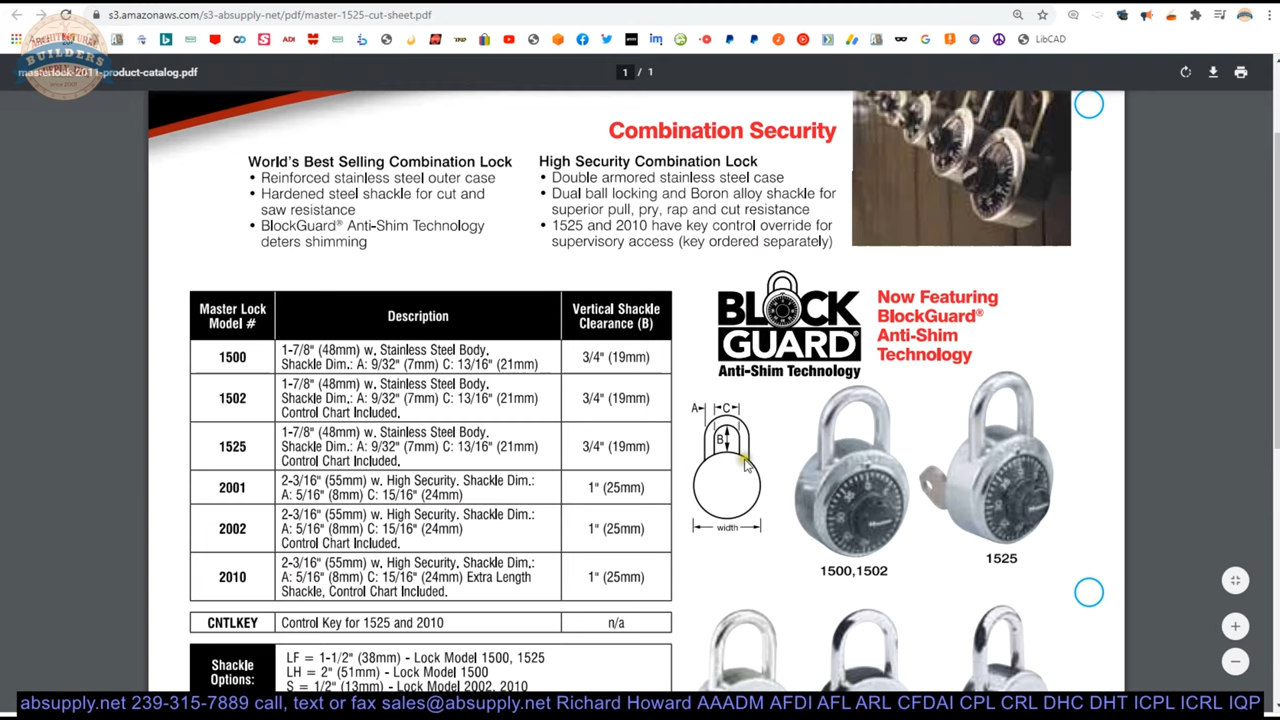 s3.amazonaws.com/s3-absupply-net/pdf/master-1525-cut-sheet.pdf
LibCAD
ARCHITECTURAL
BUILDERS
SUPPLY
since 2005
masterlock-2011-product-catalog.pdf
1 / 1
Combination Security
World's Best Selling Combination Lock
• Reinforced stainless steel outer case
• Hardened steel shackle for cut and
saw resistance
• BlockGuard® Anti-Shim Technology
deters shimming
High Security Combination Lock
• Double armored stainless steel case
• Dual ball locking and Boron alloy shackle for
superior pull, pry, rap and cut resistance
• 1525 and 2010 have key control override for
supervisory access (key ordered separately)
Master Lock
Model #
Description
Vertical Shackle
Clearance (B)
1500
1-7/8" (48mm) w. Stainless Steel Body.
Shackle Dim.: A: 9/32" (7mm) C: 13/16" (21mm)
3/4" (19mm)
1502
1-7/8" (48mm) w. Stainless Steel Body.
Shackle Dim.: A: 9/32" (7mm) C: 13/16" (21mm)
Control Chart Included.
3/4" (19mm)
1525
1-7/8" (48mm) w. Stainless Steel Body.
Shackle Dim.: A: 9/32" (7mm) C: 13/16" (21mm)
Control Chart Included.
3/4" (19mm)
2001
2-3/16" (55mm) w. High Security. Shackle Dim.:
A: 5/16" (8mm) C: 15/16" (24mm)
1" (25mm)
2002
2-3/16" (55mm) w. High Security. Shackle Dim.:
A: 5/16" (8mm) C: 15/16" (24mm)
Control Chart Included.
1" (25mm)
2010
2-3/16" (55mm) w. High Security. Shackle Dim.:
A: 5/16" (8mm) C: 15/16" (24mm) Extra Length
Shackle, Control Chart Included.
1" (25mm)
CNTLKEY
Control Key for 1525 and 2010
n/a
Shackle
Options:
LF = 1-1/2" (38mm) - Lock Model 1500, 1525
LH = 2" (51mm) - Lock Model 1500
S = 1/2" (13mm) - Lock Model 2002, 2010
BLOCK
GUARD®
Anti-Shim Technology
Now Featuring
BlockGuard®
Anti-Shim
Technology
A C
B
width
1500,1502
1525
absupply.net 239-315-7889 call, text or fax sales@absupply.net Richard Howard AAADM AFDI AFL ARL CFDAI CPL CRL DHC DHT ICPL ICRL IQP